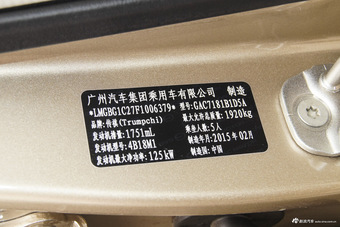 广州汽车集团乘用车有限公司 制造
*LMGBG1C27F1006379* 型号:GAC7181B1D5A
品牌:传祺(Trumpchi) 最大允许总质量:1920kg
发动机排量:1751mL 乘坐人数:5人
发动机型号:4B18M1 制造年月:2015年02月
发动机最大净功率:125kW 制造国:中国